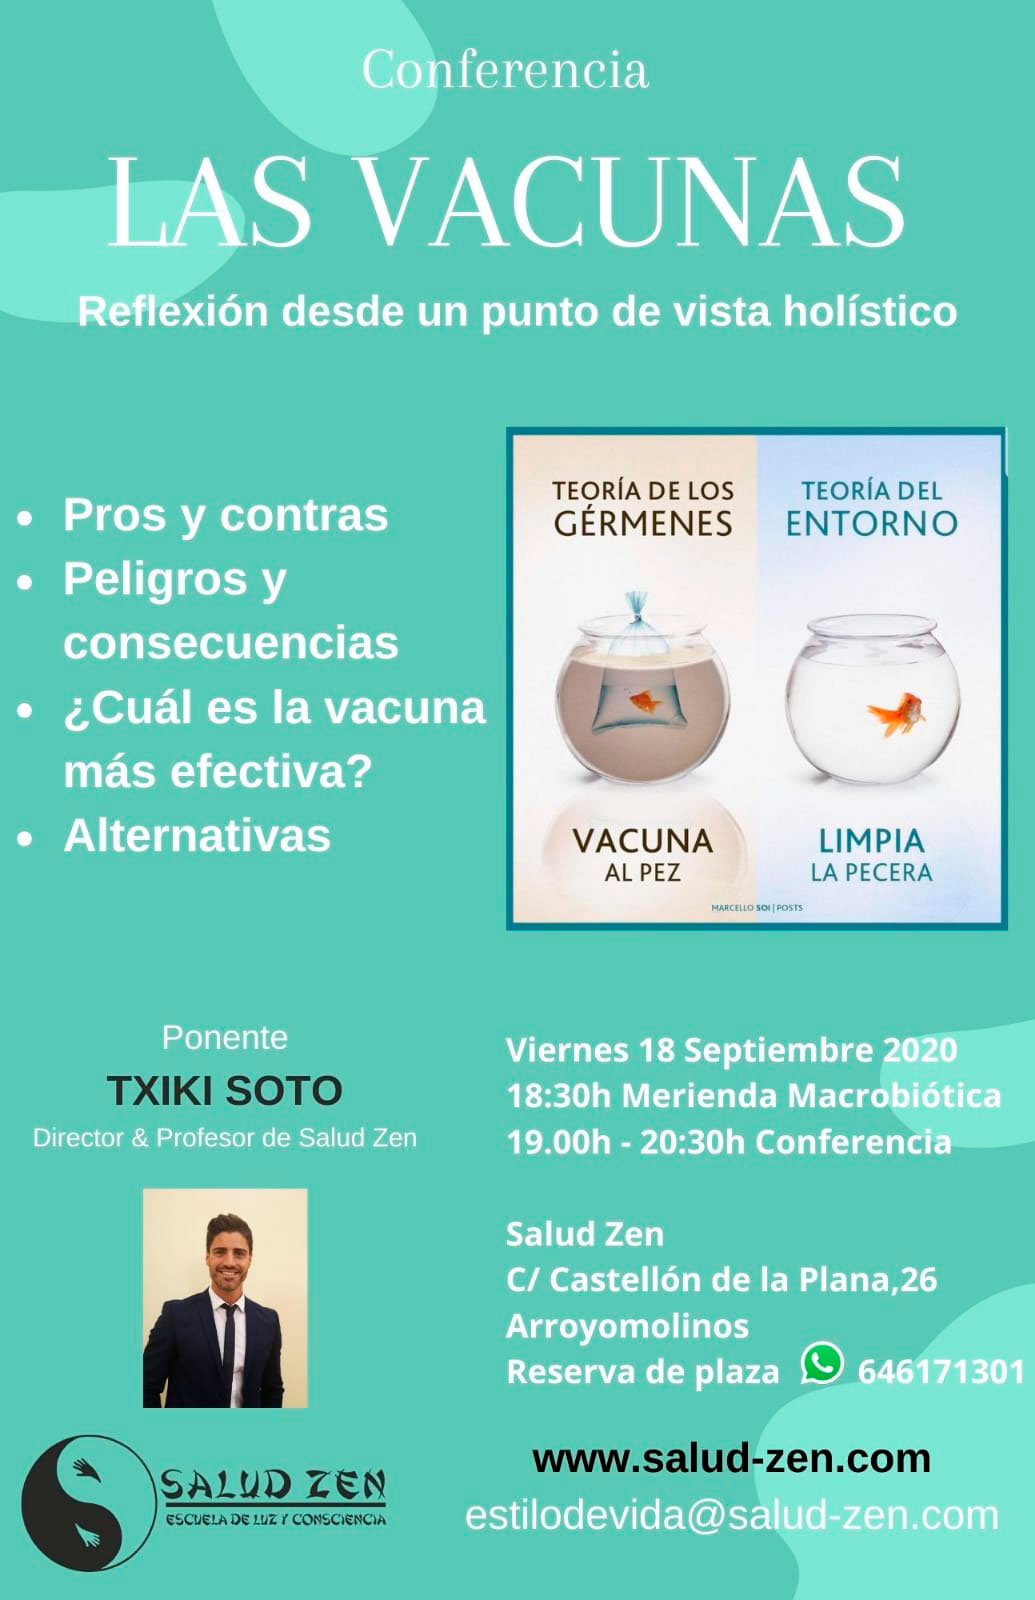 Conferencia
LAS VACUNAS
Reflexión desde un punto de vista holístico
• Pros y contras
• Peligros y
consecuencias
• ¿Cuál es la vacuna
más efectiva?
• Alternativas
TEORÍA DE LOS
GÉRMENES
VACUNA
AL PEZ
TEORÍA DEL
ENTORNO
LIMPIA
LA PECERA
MARCELLO SOI | POSTS
Ponente
TXIKI SOTO
Director & Profesor de Salud Zen
Viernes 18 Septiembre 2020
18:30h Merienda Macrobiótica
19.00h - 20:30h Conferencia
Salud Zen
C/ Castellón de la Plana,26
Arroyomolinos
Reserva de plaza 646171301
SALUD ZEN
ESCUELA DE LUZ Y CONSCIENCIA
www.salud-zen.com
estilodevida@salud-zen.com